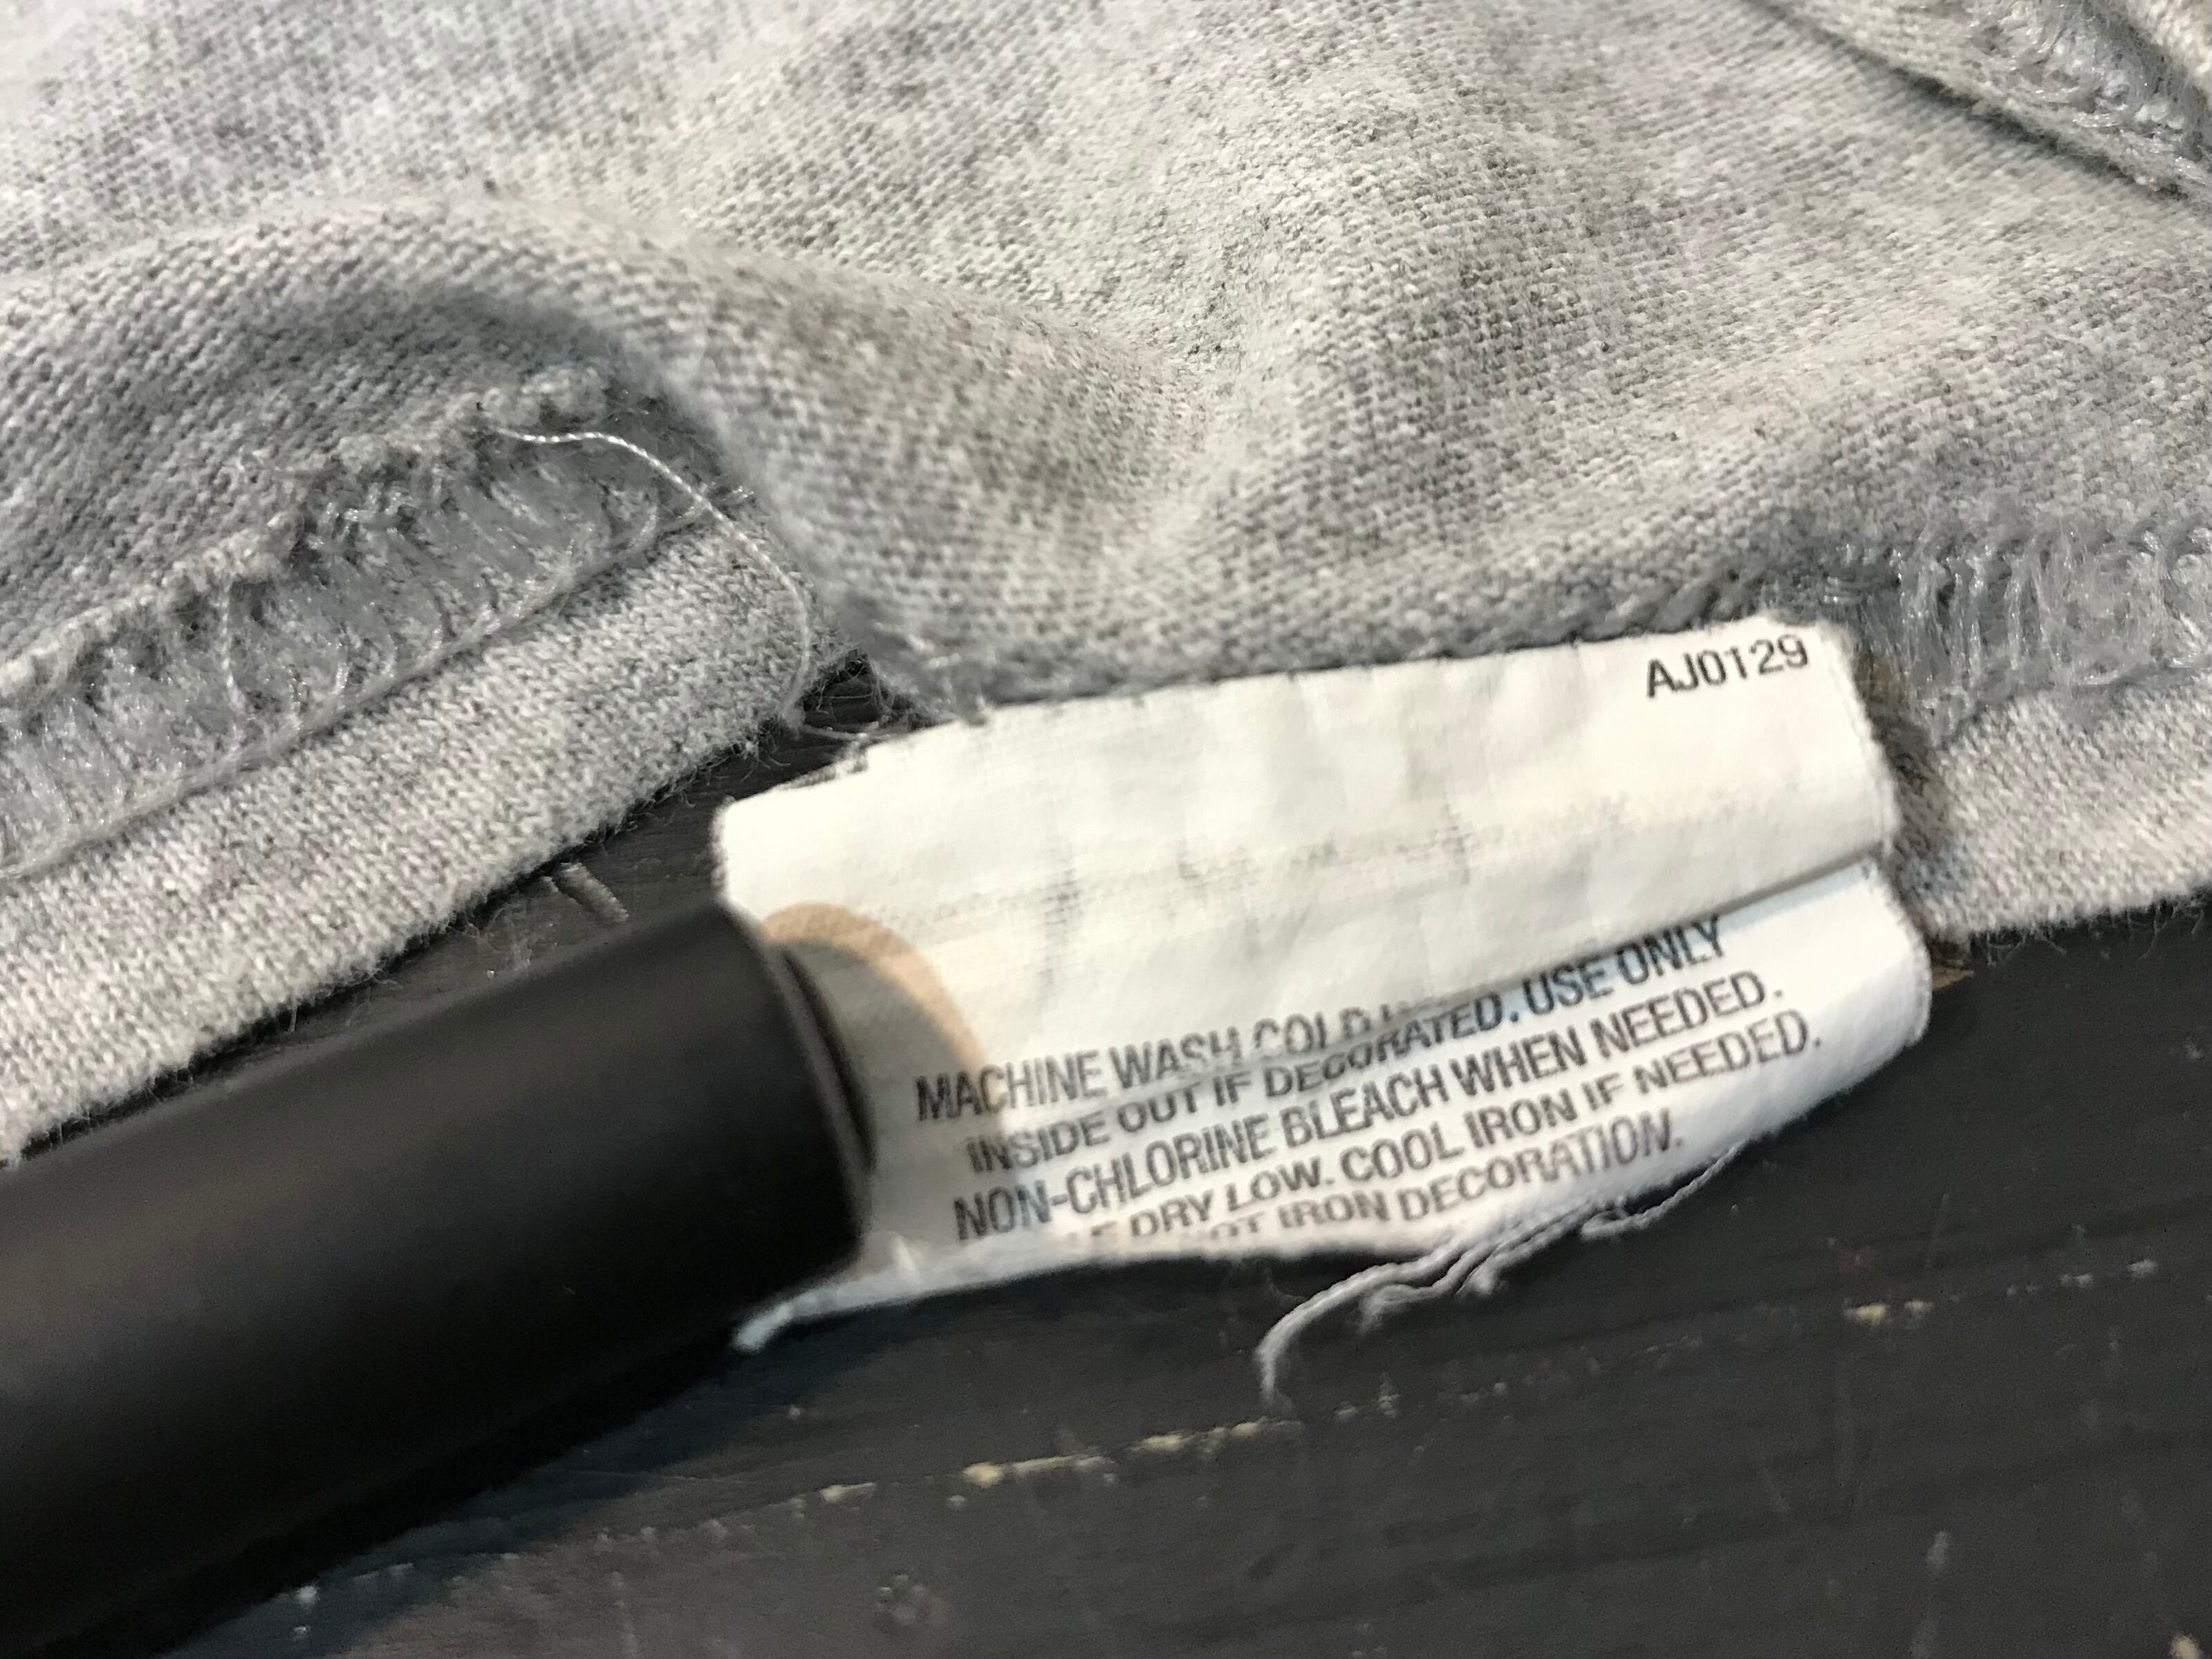 AJ0129
MACHINE WASH COLD
INSIDE OUT IF DECORATED. USE ONLY
NON-CHLORINE BLEACH WHEN NEEDED.
DRY LOW. COOL IRON IF NEEDED.
IRON DECORATION.